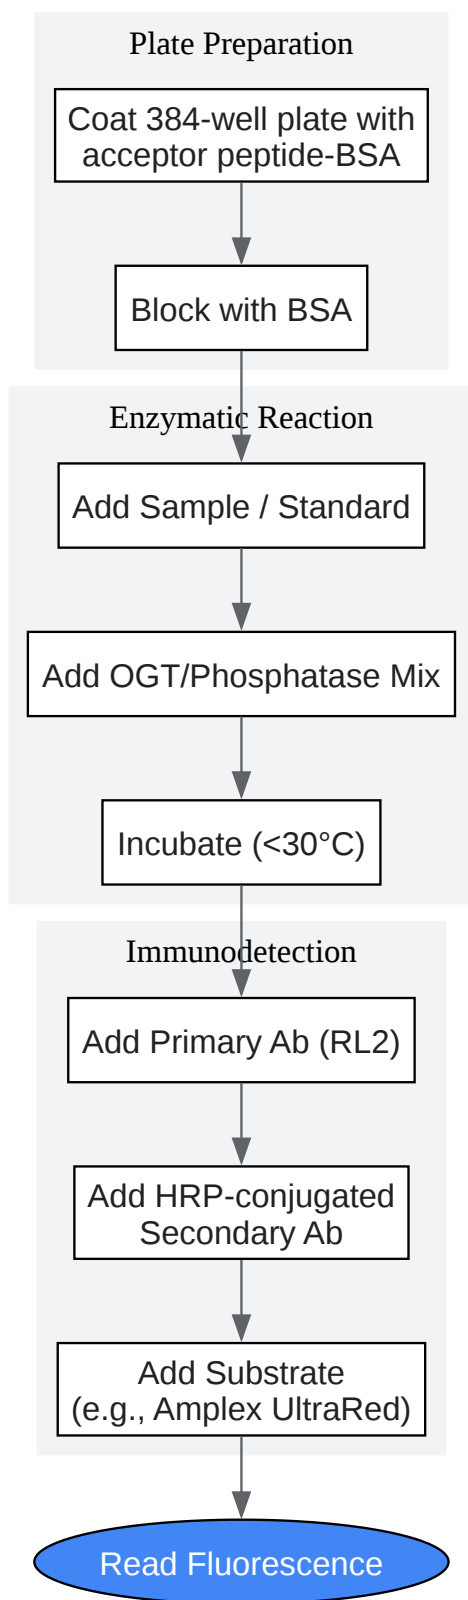 Plate Preparation
Coat 384-well plate with
acceptor peptide-BSA
Block with BSA
Enzymatic Reaction
Add Sample / Standard
Add OGT/Phosphatase Mix
Incubate (<30°C)
Immunodetection
Add Primary Ab (RL2)
Add HRP-conjugated
Secondary Ab
Add Substrate
(e.g., Amplex UltraRed)
Read Fluorescence